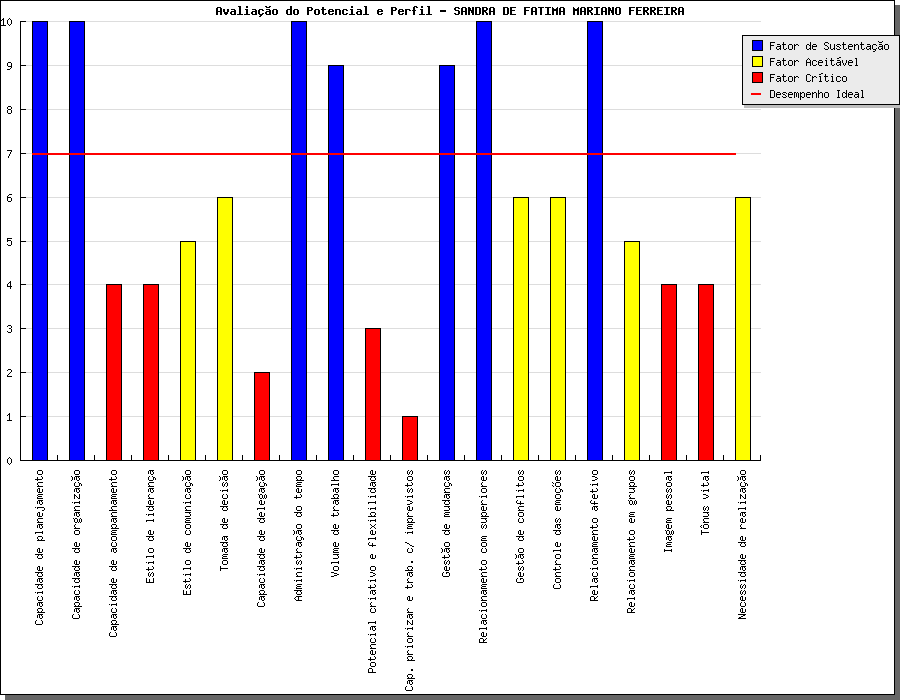 Avaliação do Potencial e Perfil - SANDRA DE FATIMA MARIANO FERREIRA
Fator de Sustentação
Fator Aceitável
Fator Crítico
Desempenho Ideal
10
9
8
7
6
5
4
3
2
1
0
Capacidade de planejamento
Capacidade de organização
Capacidade de acompanhamento
Estilo de liderança
Estilo de comunicação
Tomada de decisão
Capacidade de delegação
Administração do tempo
Volume de trabalho
Potencial criativo e flexibilidade
Cap. priorizar e trab. c/ imprevistos
Gestão de mudanças
Relacionamento com superiores
Gestão de conflitos
Controle das emoções
Relacionamento afetivo
Relacionamento em grupos
Imagem pessoal
Tônus vital
Necessidade de realização